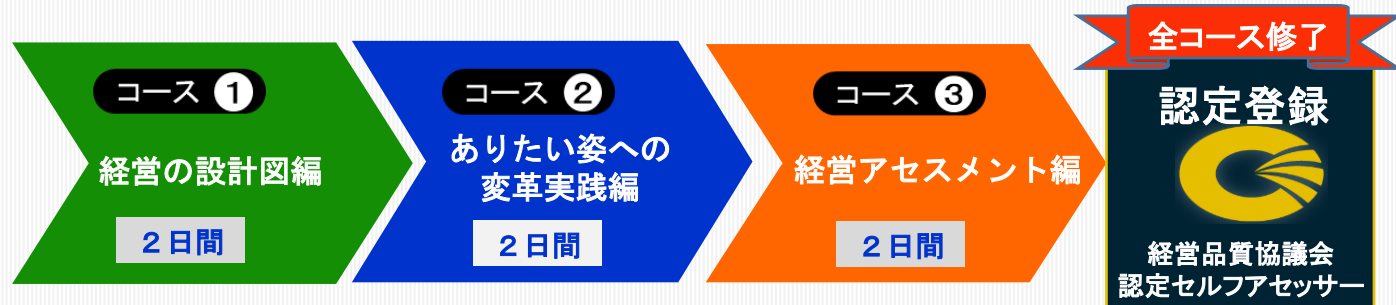 コース ①
経営の設計図編
２日間
コース ②
ありたい姿への
変革実践編
２日間
コース ③
経営アセスメント編
２日間
全コース修了
認定登録
経営品質協議会
認定セルフアセッサー